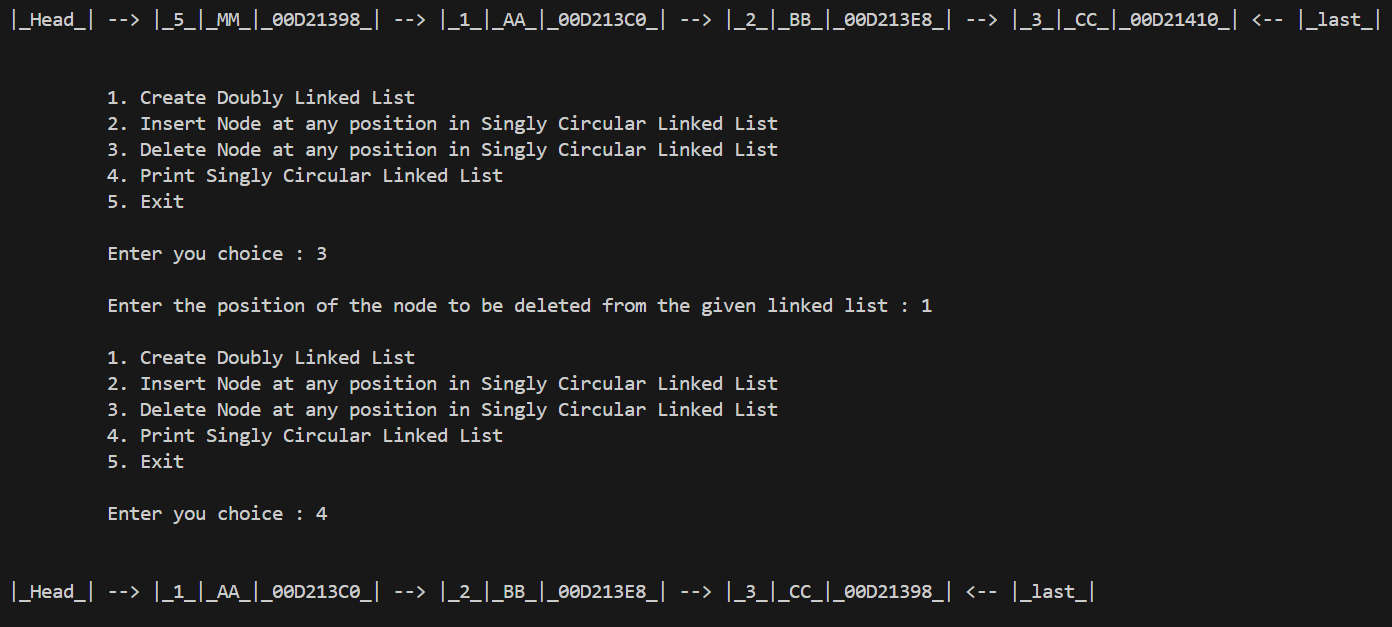 |_Head_| --> |_5_|_MM_|_00D21398_| --> |_1_|_AA_|_00D213C0_| --> |_2_|_BB_|_00D213E8_| --> |_3_|_CC_|_00D21410_| <-- |_last_|
1. Create Doubly Linked List
2. Insert Node at any position in Singly Circular Linked List
3. Delete Node at any position in Singly Circular Linked List
4. Print Singly Circular Linked List
5. Exit
Enter you choice : 3
Enter the position of the node to be deleted from the given linked list : 1
1. Create Doubly Linked List
2. Insert Node at any position in Singly Circular Linked List
3. Delete Node at any position in Singly Circular Linked List
4. Print Singly Circular Linked List
5. Exit
Enter you choice : 4
|_Head_| --> |_1_|_AA_|_00D213C0_| --> |_2_|_BB_|_00D213E8_| --> |_3_|_CC_|_00D21398_| <-- |_last_|